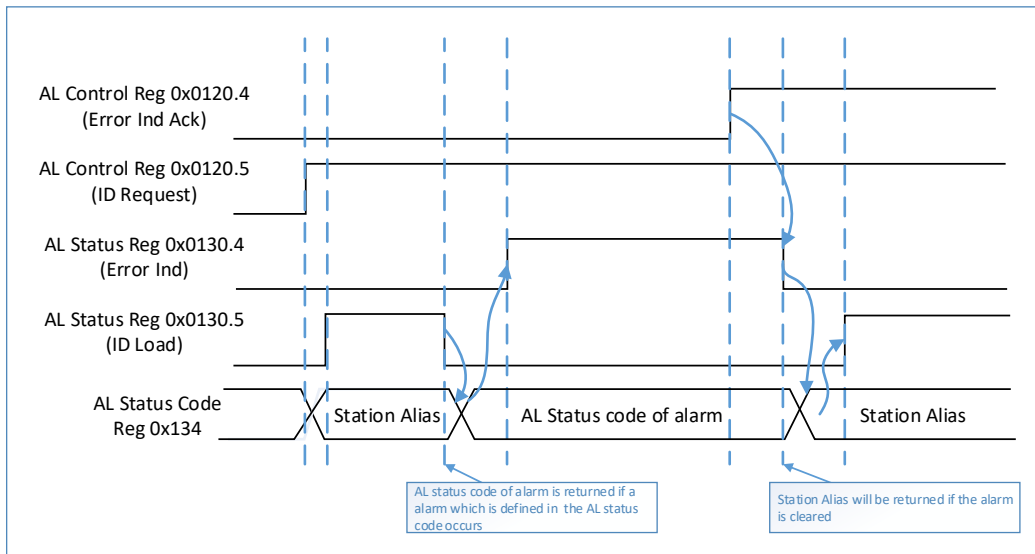 AL Control Reg 0x0120.4
(Error Ind Ack)
AL Control Reg 0x0120.5
(ID Request)
AL Status Reg 0x0130.4
(Error Ind)
AL Status Reg 0x0130.5
(ID Load)
AL Status Code
Reg 0x134
Station Alias
AL Status code of alarm
Station Alias
AL status code of alarm is returned if a
alarm which is defined in the AL status
code occurs
Station Alias will be returned if the alarm
is cleared